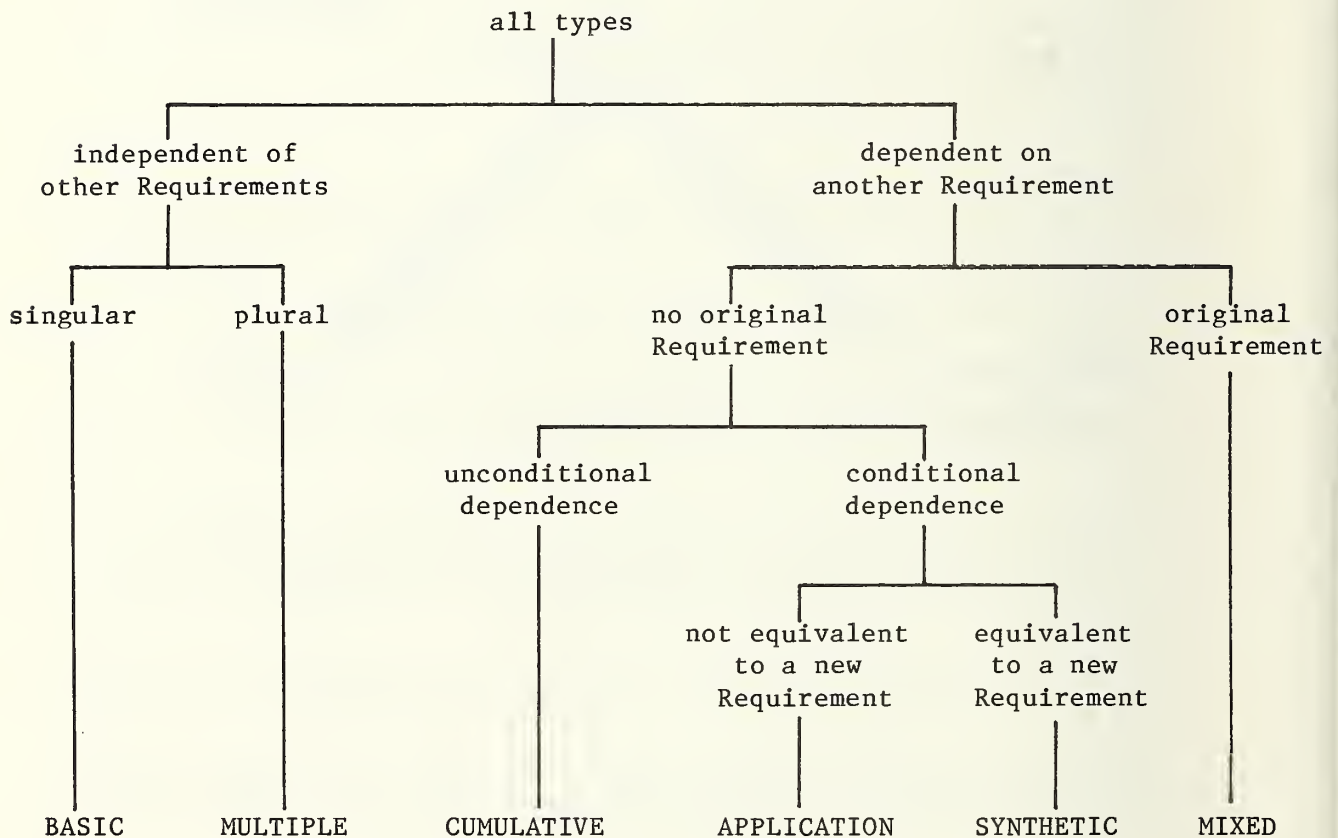 all types
independent of
other Requirements
dependent on
another Requirement
singular
plural
no original
Requirement
original
Requirement
unconditional
dependence
conditional
dependence
not equivalent
to a new
Requirement
equivalent
to a new
Requirement
BASIC
MULTIPLE
CUMULATIVE
APPLICATION
SYNTHETIC
MIXED